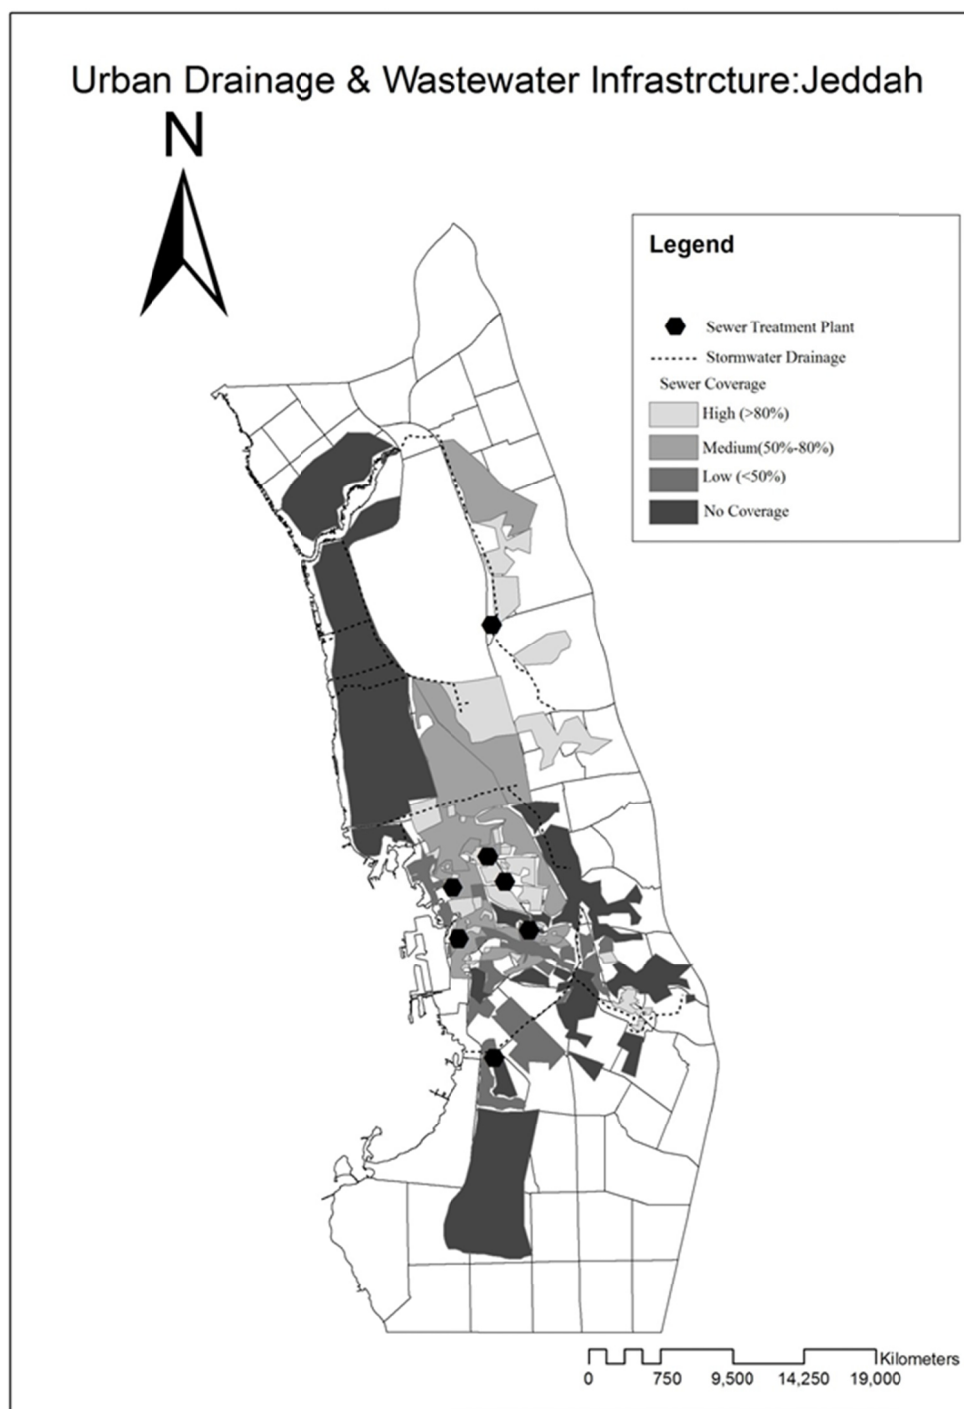 Urban Drainage & Wastewater Infrastrcture:Jeddah
N
Legend
Sewer Treatment Plant
Stormwater Drainage
Sewer Coverage
High (>80%)
Medium(50%-80%)
Low (<50%)
No Coverage
Kilometers
0 750 9,500 14,250 19,000